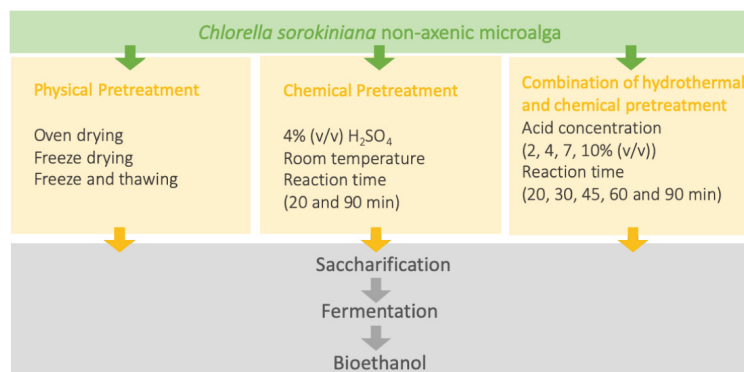 Chlorella sorokiniana non-axenic microalga
Physical Pretreatment
Oven drying
Freeze drying
Freeze and thawing
Chemical Pretreatment
4% (v/v) H₂SO₄
Room temperature
Reaction time
(20 and 90 min)
Combination of hydrothermal
and chemical pretreatment
Acid concentration
(2, 4, 7, 10% (v/v))
Reaction time
(20, 30, 45, 60 and 90 min)
Saccharification
Fermentation
Bioethanol